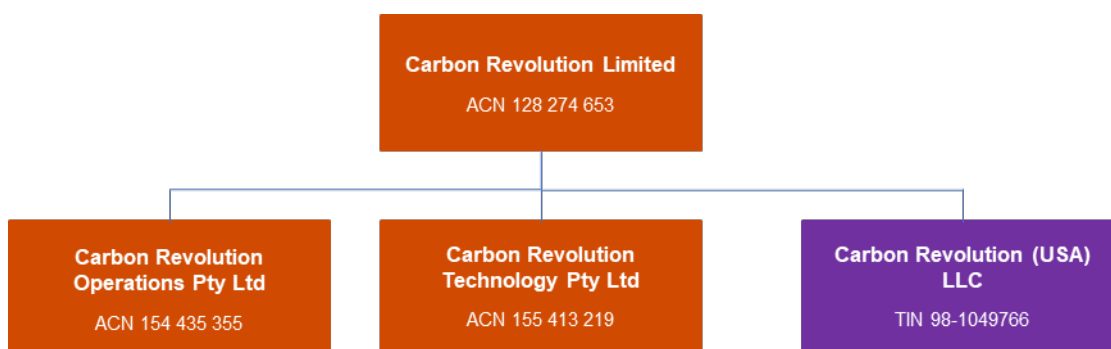 Carbon Revolution Limited
ACN 128 274 653
Carbon Revolution
Operations Pty Ltd
ACN 154 435 355
Carbon Revolution
Technology Pty Ltd
ACN 155 413 219
Carbon Revolution (USA)
LLC
TIN 98-1049766